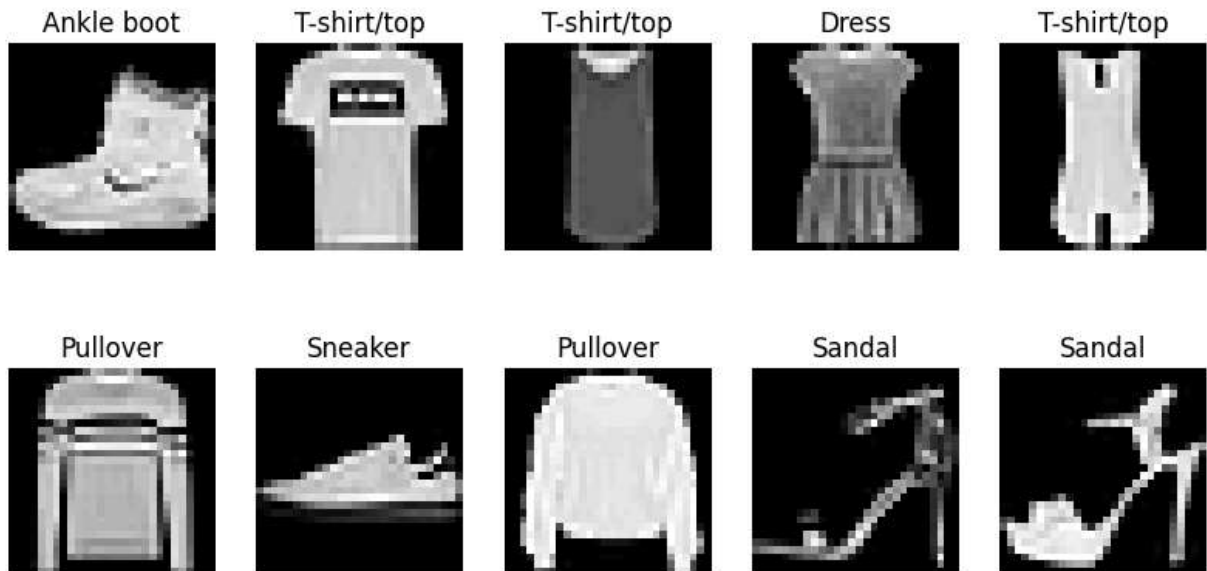 Ankle boot T-shirt/top T-shirt/top Dress T-shirt/top
Pullover Sneaker Pullover Sandal Sandal